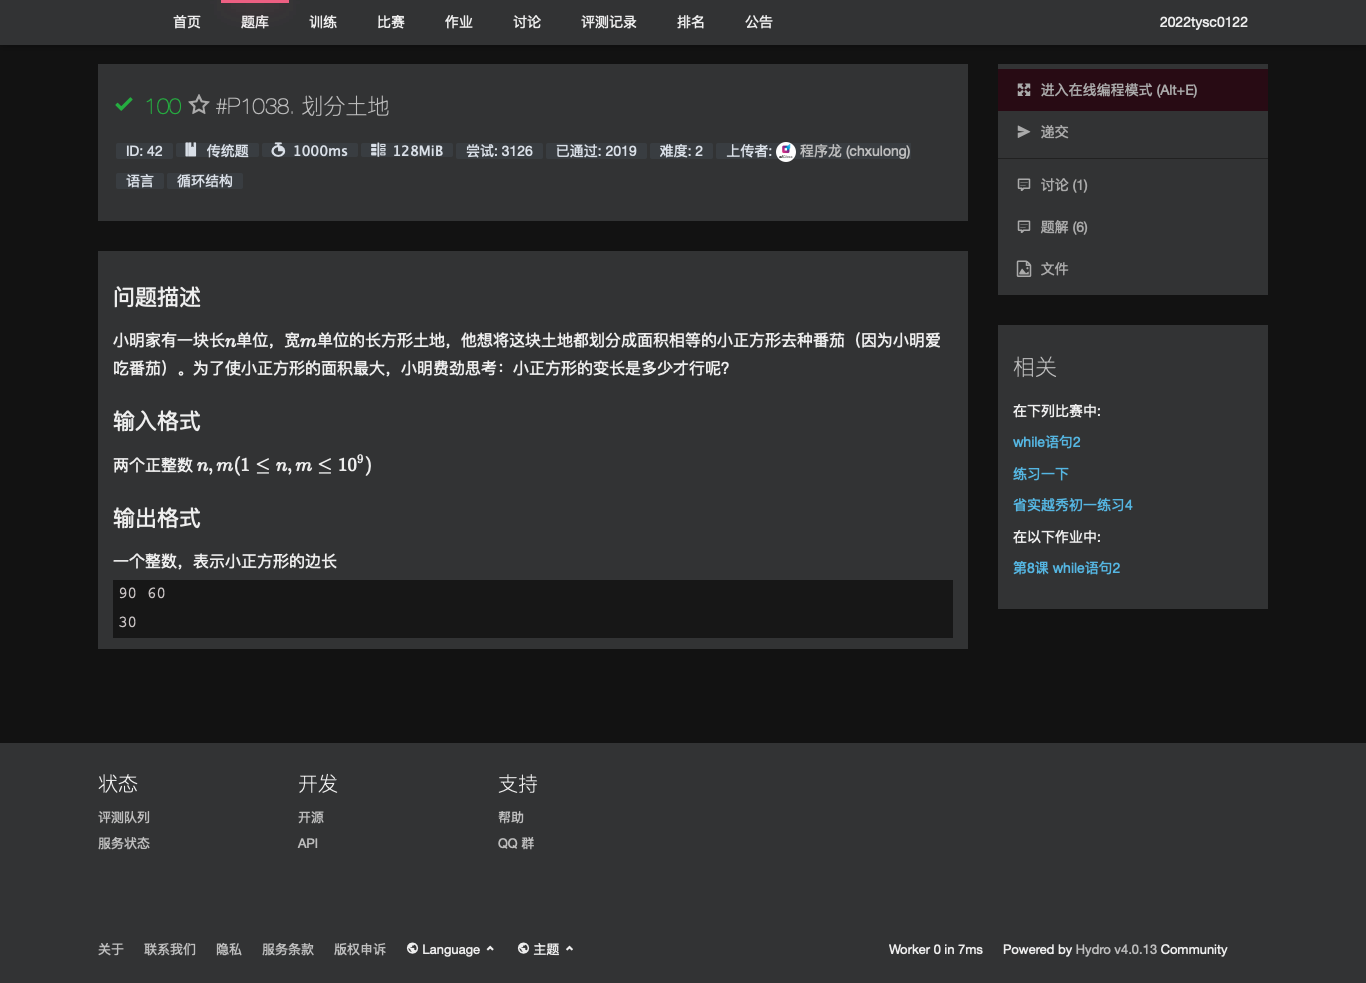 首页 题库 训练 比赛 作业 讨论 评测记录 排名 公告 2022tysc0122
100 #P1038. 划分土地
ID: 42 传统题 1000ms 128MiB 尝试: 3126 已通过: 2019 难度: 2 上传者: 程序龙 (chxulong)
语言 循环结构
问题描述
小明家有一块长n单位，宽m单位的长方形土地，他想将这块土地都划分成面积相等的小正方形去种番茄（因为小明爱
吃番茄）。为了使小正方形的面积最大，小明费劲思考：小正方形的变长是多少才行呢？
输入格式
两个正整数 n, m(1 ≤ n, m ≤ 10⁹)
输出格式
一个整数，表示小正方形的边长
90 60
30
进入在线编程模式 (Alt+E)
递交
讨论 (1)
题解 (6)
文件
相关
在下列比赛中:
while语句2
练习一下
省实越秀初一练习4
在以下作业中:
第8课 while语句2
状态 开发 支持
评测队列 开源 帮助
服务状态 API QQ 群
关于 联系我们 隐私 服务条款 版权申诉 Language 主题 Worker 0 in 7ms Powered by Hydro v4.0.13 Community